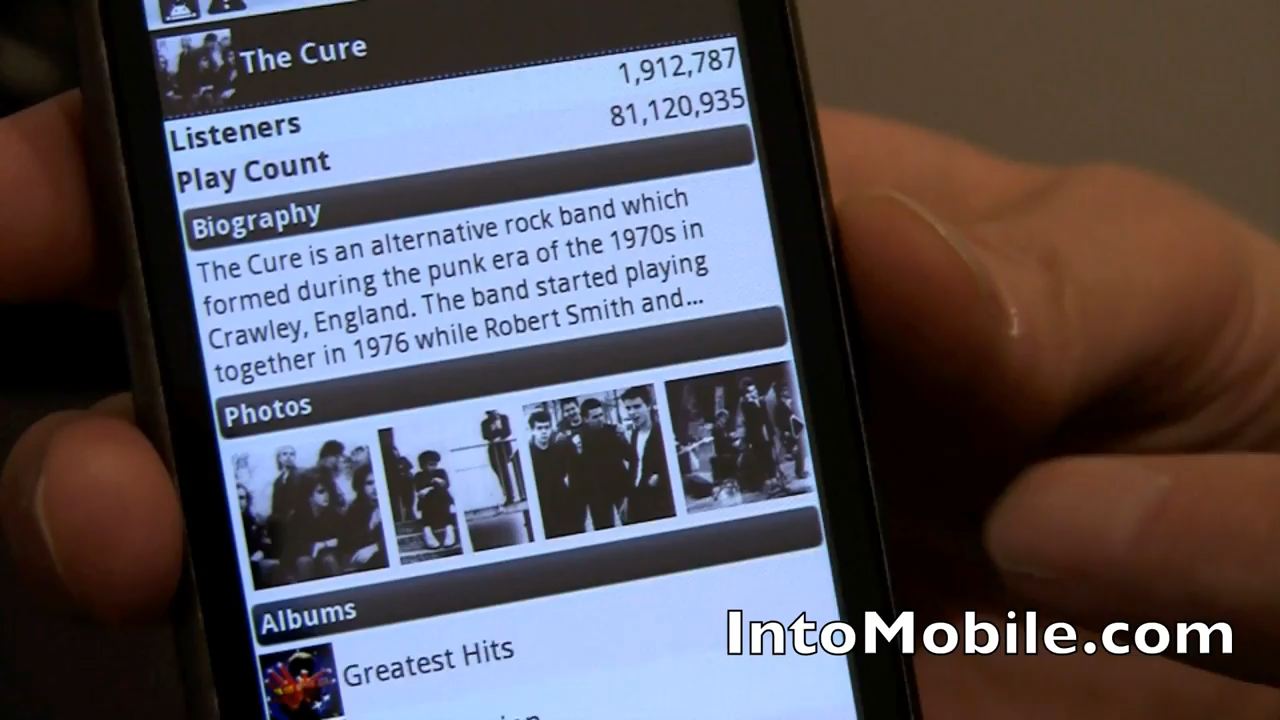 The Cure
Listeners 1,912,787
Play Count 81,120,935
Biography
The Cure is an alternative rock band which
formed during the punk era of the 1970s in
Crawley, England. The band started playing
together in 1976 while Robert Smith and...
Photos
Albums
Greatest Hits
IntoMobile.com